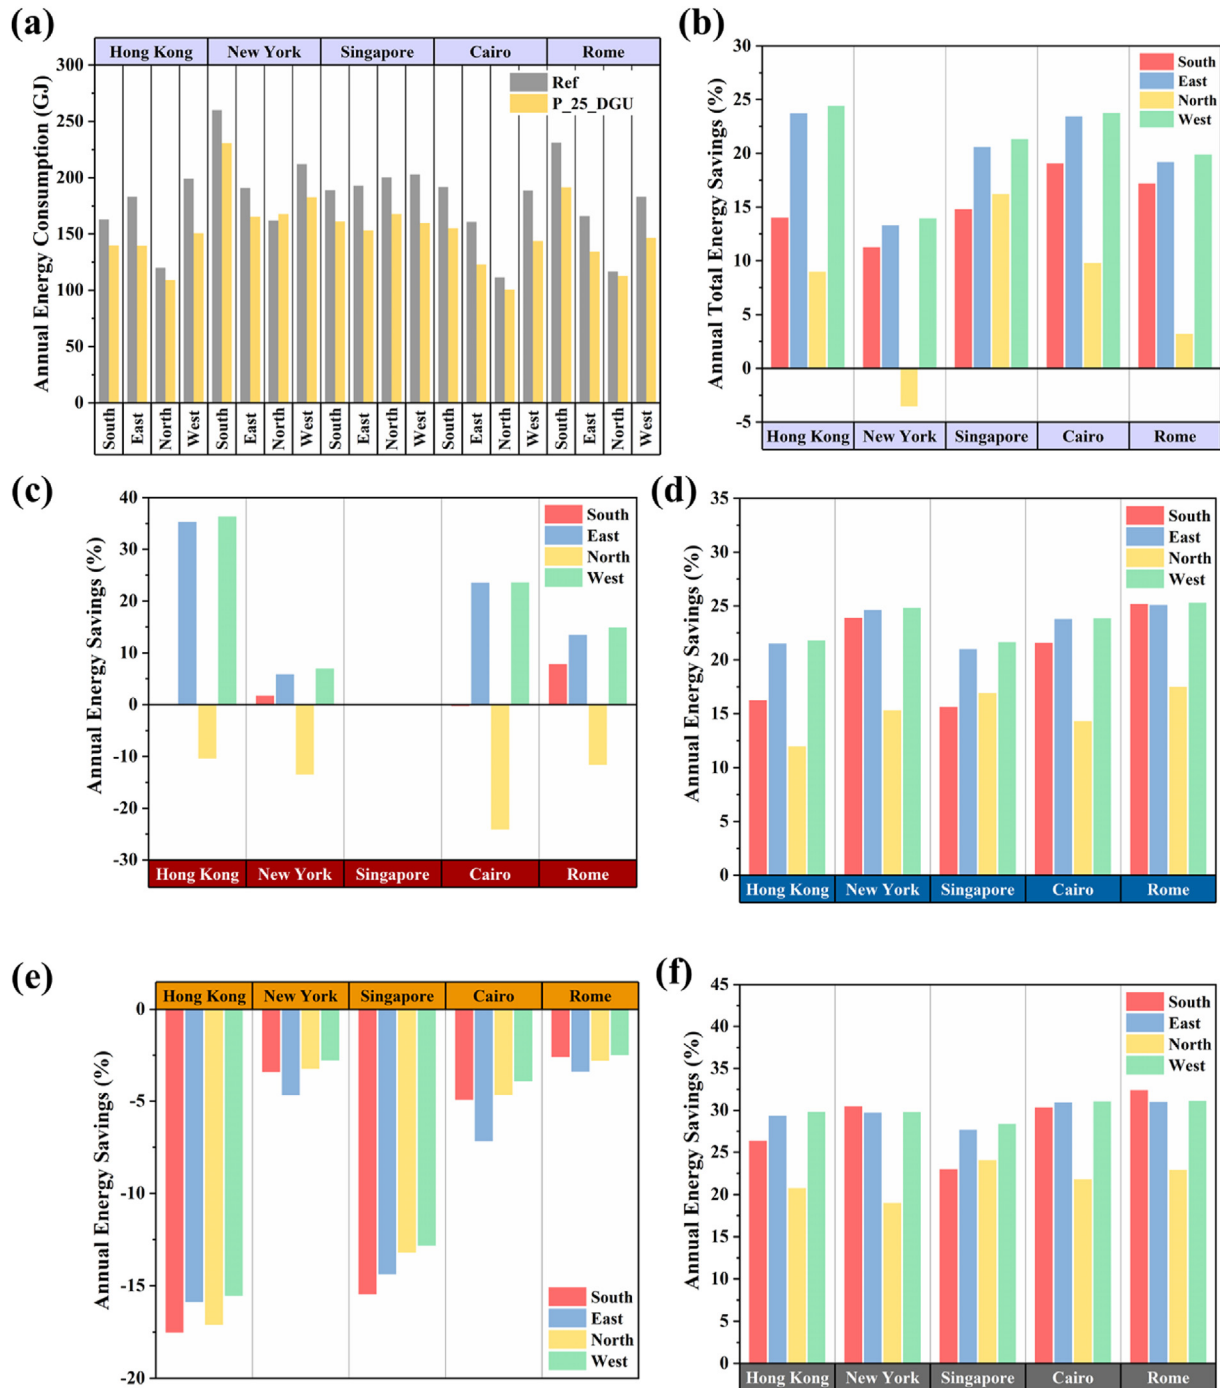 (a)
Hong Kong New York Singapore Cairo Rome
Annual Energy Consumption (GJ)
300
250
200
150
100
50
0
Ref
P_25_DGU
South East North West South East North West South East North West South East North West South East North West
(b)
Annual Total Energy Savings (%)
30
25
20
15
10
5
0
-5
South
East
North
West
Hong Kong New York Singapore Cairo Rome
(c)
Annual Energy Savings (%)
40
30
20
10
0
-10
-20
-30
South
East
North
West
Hong Kong New York Singapore Cairo Rome
(d)
Annual Energy Savings (%)
35
30
25
20
15
10
5
0
South
East
North
West
Hong Kong New York Singapore Cairo Rome
(e)
Hong Kong New York Singapore Cairo Rome
Annual Energy Savings (%)
0
-5
-10
-15
-20
South
East
North
West
(f)
Annual Energy Savings (%)
45
40
35
30
25
20
15
10
5
0
South
East
North
West
Hong Kong New York Singapore Cairo Rome